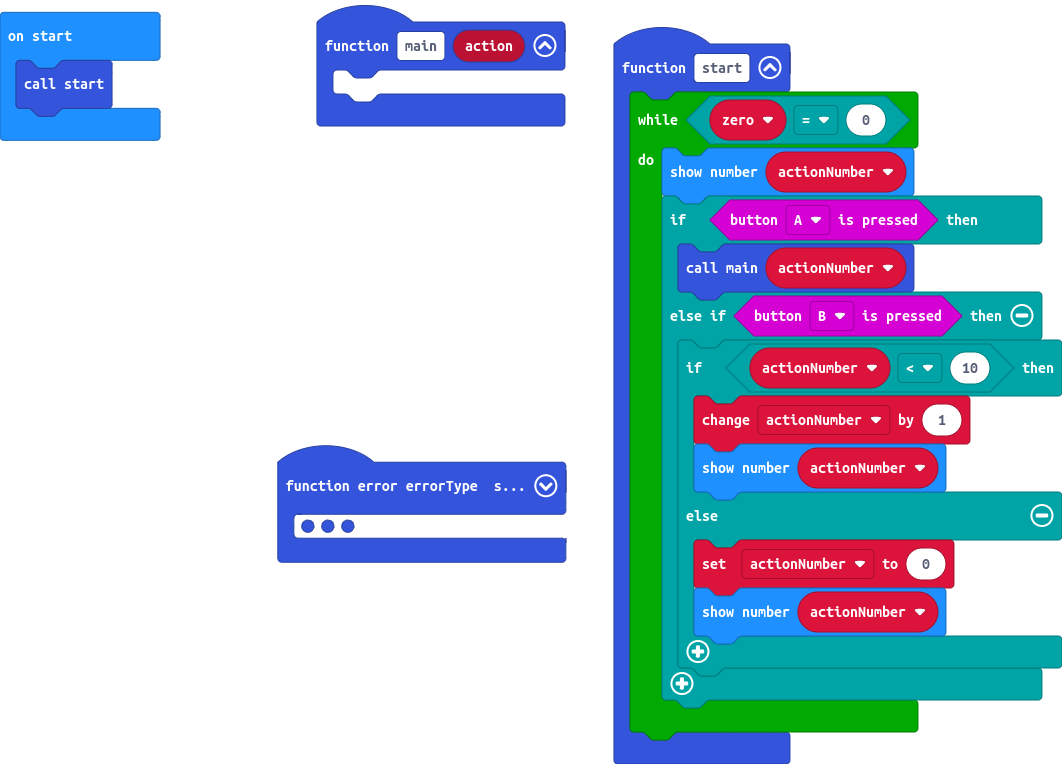 on start
call start
function main action
function error errorType s...
function start
while zero = 0
do
show number actionNumber
if button A is pressed then
call main actionNumber
else if button B is pressed then
if actionNumber < 10 then
change actionNumber by 1
show number actionNumber
else
set actionNumber to 0
show number actionNumber